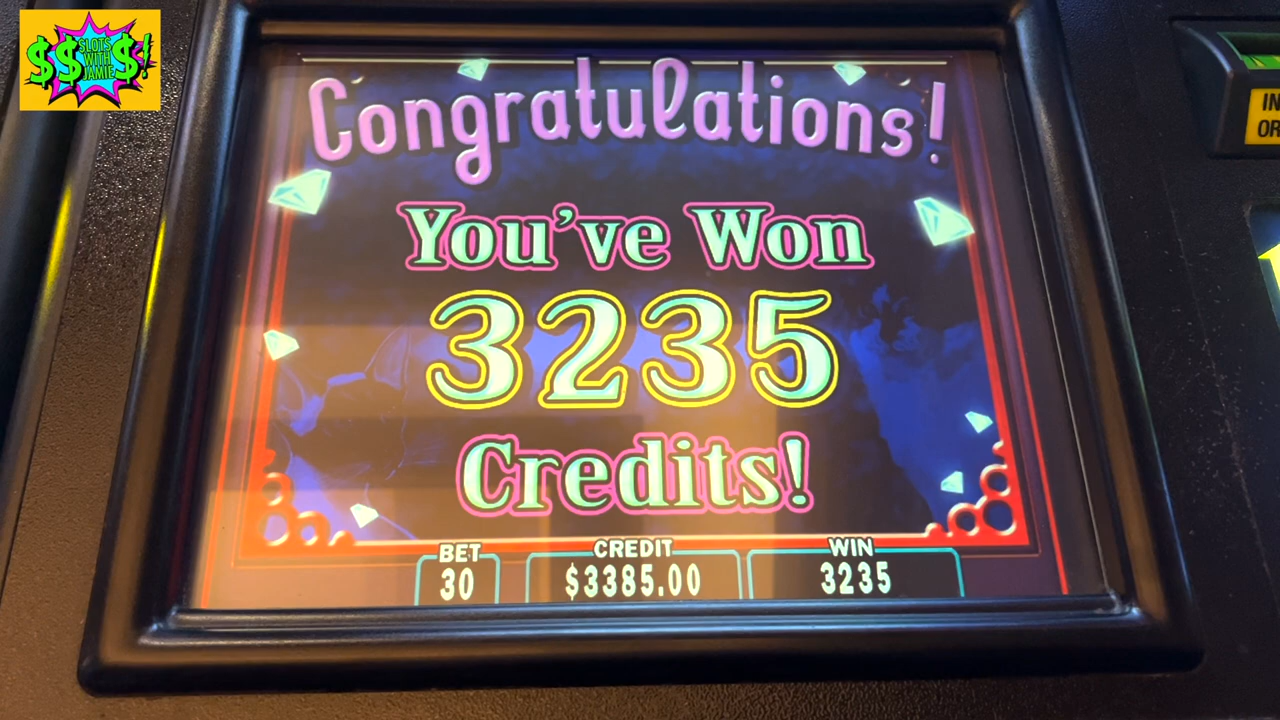 $$ SLOTS WITH JAMIE $!
Congratulations!
You've Won
3235
Credits!
BET CREDIT WIN
30 $3385.00 3235